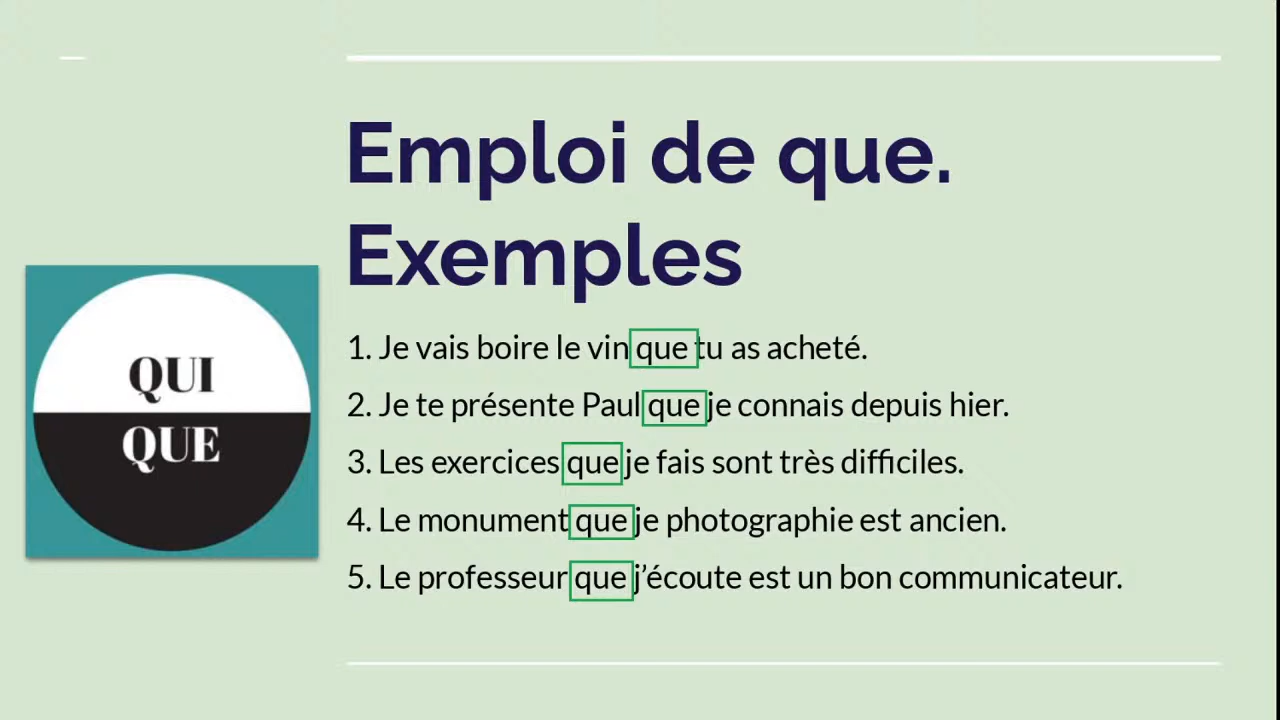 Emploi de que.
Exemples
QUI
QUE
1. Je vais boire le vin que tu as acheté.
2. Je te présente Paul que je connais depuis hier.
3. Les exercices que je fais sont très difficiles.
4. Le monument que je photographie est ancien.
5. Le professeur que j’écoute est un bon communicateur.